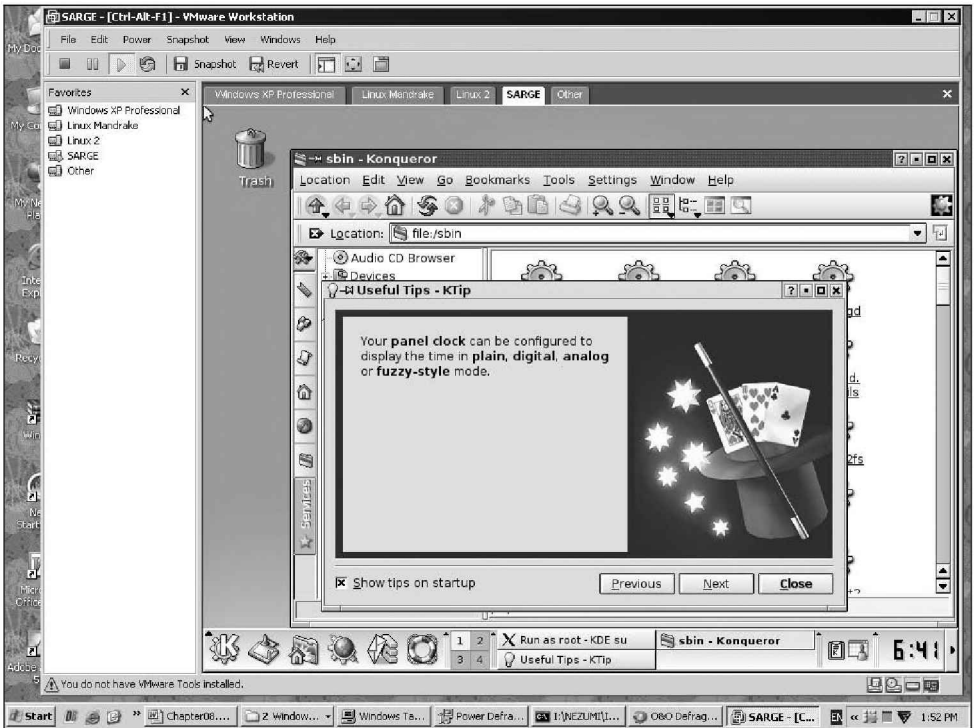 SARGE - [Ctrl-Alt-F1] - VMware Workstation
File Edit Power Snapshot View Windows Help
Snapshot Revert
Favorites
Windows XP Professional
Linux Mandrake
Linux 2
SARGE
Other
Windows XP Professional Linux Mandrake Linux 2 SARGE Other
Trash
sbin - Konqueror
Location Edit View Go Bookmarks Tools Settings Window Help
Location: file:/sbin
Audio CD Browser
Devices
Useful Tips - KTip
Your panel clock can be configured to
display the time in plain, digital, analog
or fuzzy-style mode.
Services
Show tips on startup
Previous Next Close
1 2
3 4
Run as root - KDE su
Useful Tips - KTip
sbin - Konqueror
6:41
You do not have VMware Tools installed.
Start Chapter08.... 2 Window... Windows Ta... Power Defra... I:\NEZUMI\I... O&O Defrag... SARGE - [C... EN 1:52 PM